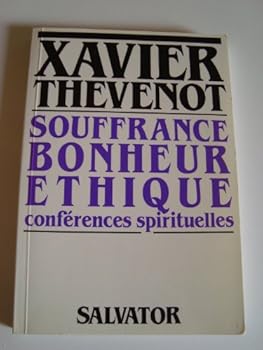 XAVIER
THEVENOT
SOUFFRANCE
BONHEUR
ETHIQUE
conférences spirituelles
SALVATOR